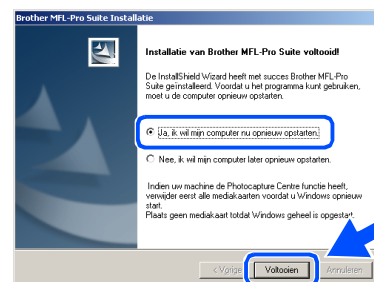 Brother MFL-Pro Suite Installatie
Installatie van Brother MFL-Pro Suite voltooid!
De InstallShield Wizard heeft met succes Brother MFL-Pro
Suite geïnstalleerd. Voordat u het programma kunt gebruiken,
moet u de computer opnieuw opstarten.
Ja, ik wil mijn computer nu opnieuw opstarten.
Nee, ik wil mijn computer later opnieuw opstarten.
Indien uw machine de Photocapture Centre functie heeft,
verwijder eerst alle mediakaarten voordat u Windows opnieuw
start.
Plaats geen mediakaart totdat Windows geheel is opgestart.
< Vorige Voltooien Annuleren